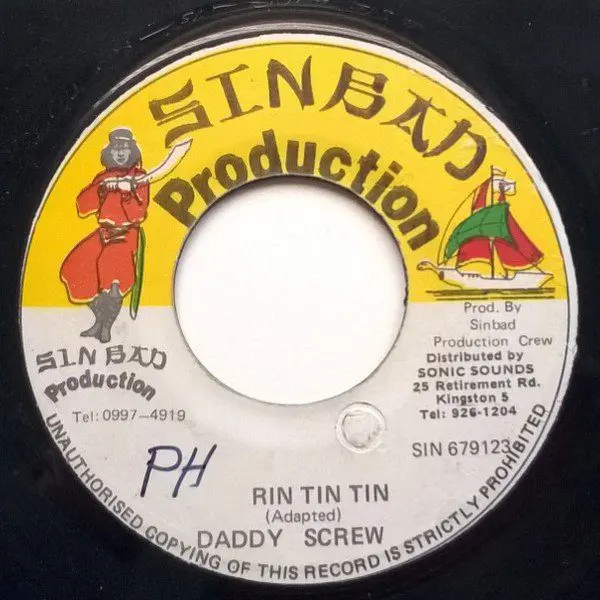 SINBAD
Production
SINBAD
Production
Tel: 0997-4919
Prod. By
Sinbad
Production Crew
Distributed by
SONIC SOUNDS
25 Retirement Rd.
Kingston 5
Tel: 926-1204
SIN 679123
PH
RIN TIN TIN
(Adapted)
DADDY SCREW
UNAUTHORISED COPYING OF THIS RECORD IS STRICTLY PROHIBITED